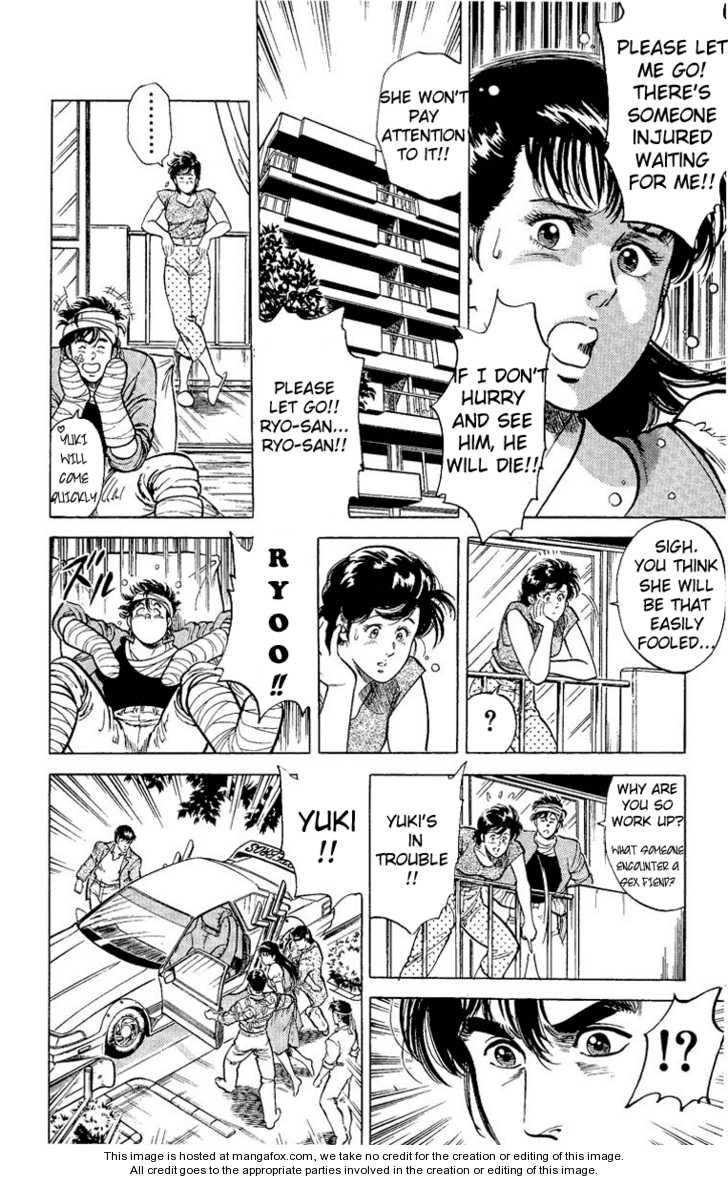 PLEASE LET
ME GO!
THERE'S
SOMEONE
INJURED
WAITING
FOR ME!!
IF I DON'T
HURRY
AND SEE
HIM, HE
WILL DIE!!
SHE WON'T
PAY
ATTENTION
TO IT!!
PLEASE
LET GO!!
RYO-SAN...
RYO-SAN!!
......
YUKI
WILL
COME
QUICKLY
SIGH.
YOU THINK
SHE WILL
BE THAT
EASILY
FOOLED...
?
RYOO!!
ズル
WHY ARE
YOU SO
WORK UP?
WHAT SOMEONE
ENCOUNTER A
SEX FIEND?
YUKI'S
IN
TROUBLE
!!
YUKI
!!
!?
This image is hosted at mangafox.com, we take no credit for the creation or editing of this image.
All credit goes to the appropriate parties involved in the creation or editing of this image.